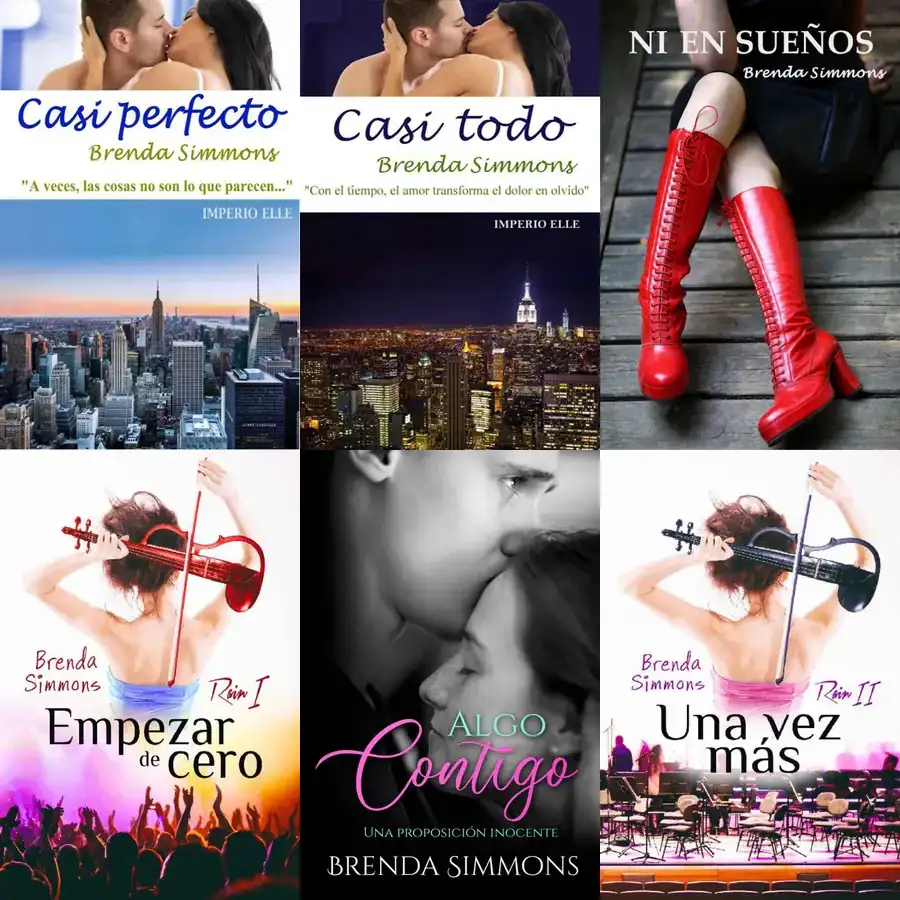 Casi perfecto
Brenda Simmons
"A veces, las cosas no son lo que parecen..."
IMPERIO ELLE
Casi todo
Brenda Simmons
"Con el tiempo, el amor transforma el dolor en olvido"
IMPERIO ELLE
NI EN SUEÑOS
Brenda Simmons
Brenda
Simmons
Rain I
Empezar
de cero
ALGO
Contigo
UNA PROPOSICIÓN INOCENTE
BRENDA SIMMONS
Brenda
Simmons
Rain II
Una vez
más